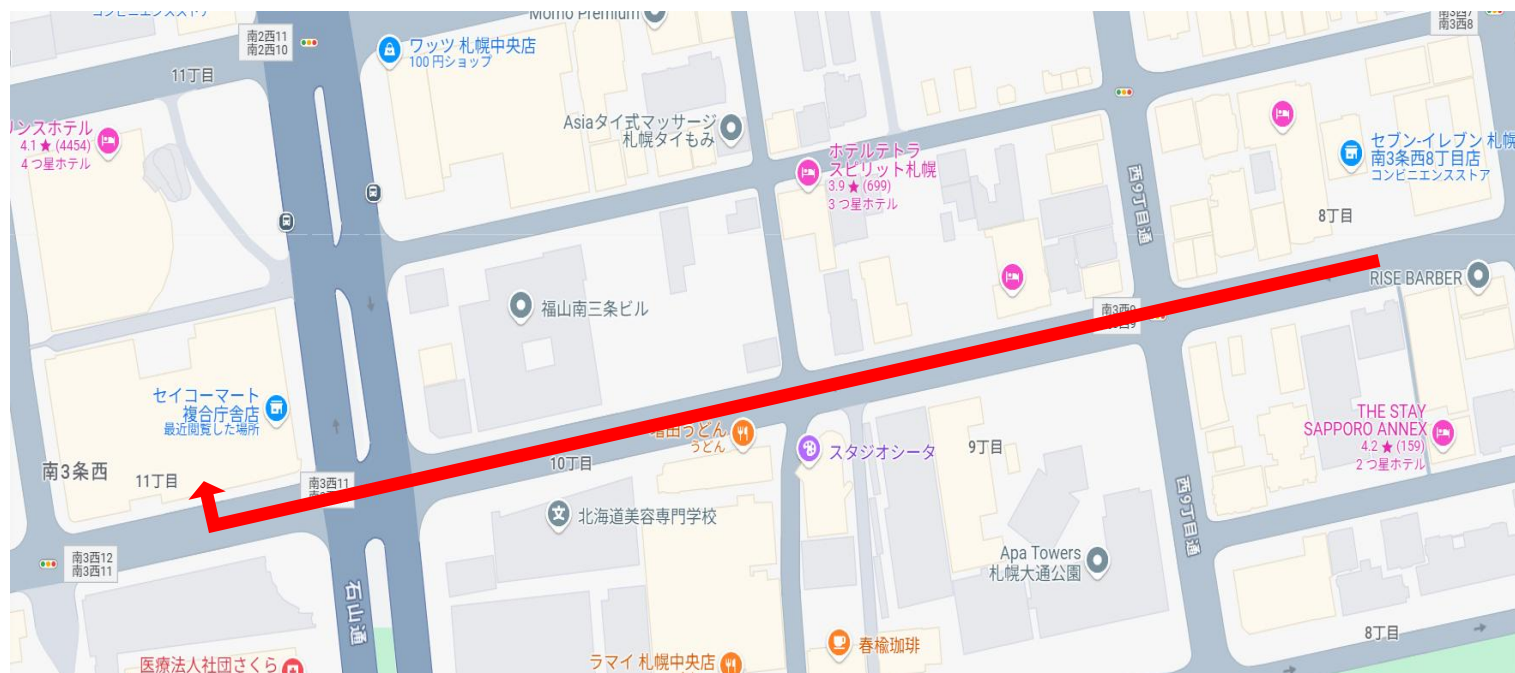 南2西11
南2西10
11丁目
ワッツ 札幌中央店
100 円ショップ
Momo Premium
南3西8
Asiaタイ式マッサージ
札幌タイもみ
リンスホテル
4.1 ★ (4454)
4 つ星ホテル
ホテルテトラ
スピリット札幌
3.9 ★ (699)
3 つ星ホテル
セブン-イレブン 札幌
南3条西8丁目店
コンビニエンスストア
西9丁目通
8丁目
RISE BARBER
福山南三条ビル
南3西9
セイコーマート
複合庁舎店
最近閲覧した場所
うどん
スタジオシータ
9丁目
THE STAY
SAPPORO ANNEX
4.2 ★ (159)
2 つ星ホテル
南3条西
11丁目
南3西11
10丁目
北海道美容専門学校
西9丁目通
南3西12
南3西11
Apa Towers
札幌大通公園
石山通
春楡珈琲
8丁目
医療法人社団さくら
ラマイ 札幌中央店